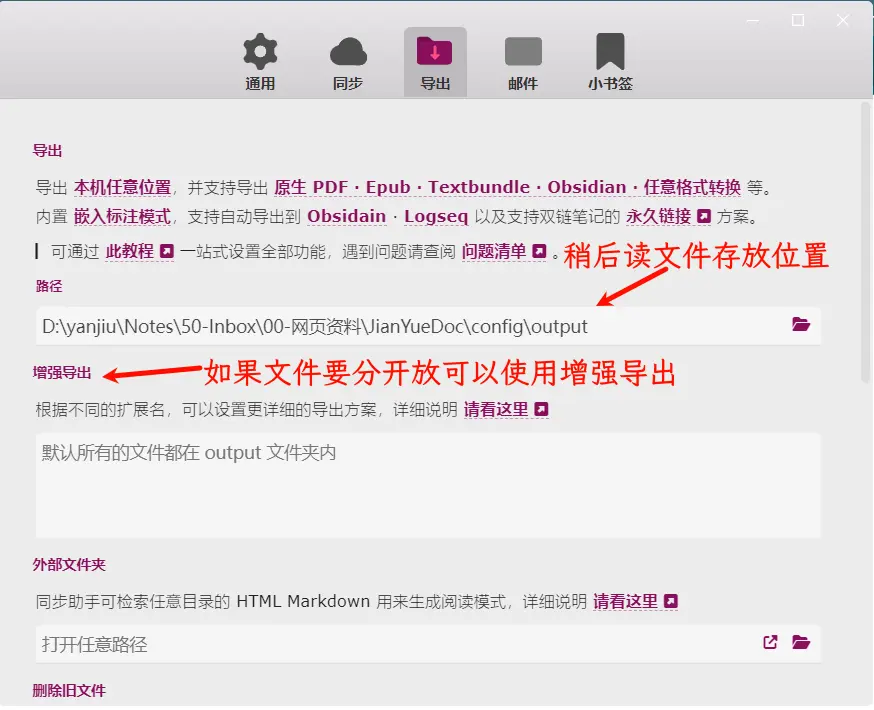 通用 同步 导出 邮件 小书签
导出
导出 本机任意位置，并支持导出 原生 PDF · Epub · Textbundle · Obsidian · 任意格式转换 等。
内置 嵌入标注模式，支持自动导出到 Obsidain · Logseq 以及支持双链笔记的 永久链接 方案。
可通过 此教程 一站式设置全部功能，遇到问题请查阅 问题清单 。
稍后读文件存放位置
路径
D:\yanjiu\Notes\50-Inbox\00-网页资料\JianYueDoc\config\output
增强导出
如果文件要分开放可以使用增强导出
根据不同的扩展名，可以设置更详细的导出方案，详细说明 请看这里
默认所有的文件都在 output 文件夹内
外部文件夹
同步助手可检索任意目录的 HTML Markdown 用来生成阅读模式，详细说明 请看这里
打开任意路径
删除旧文件